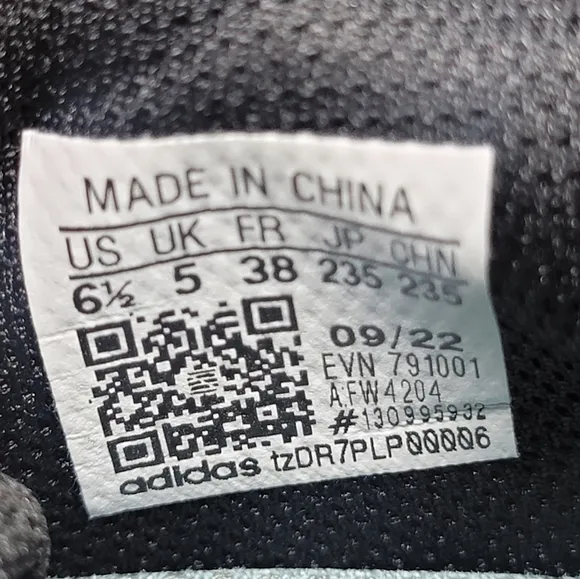 MADE IN CHINA
US UK FR JP CHN
6½ 5 38 235 235
09/22
EVN 791001
A.FW4204
#130995932
adidas tzDR7PLP00006